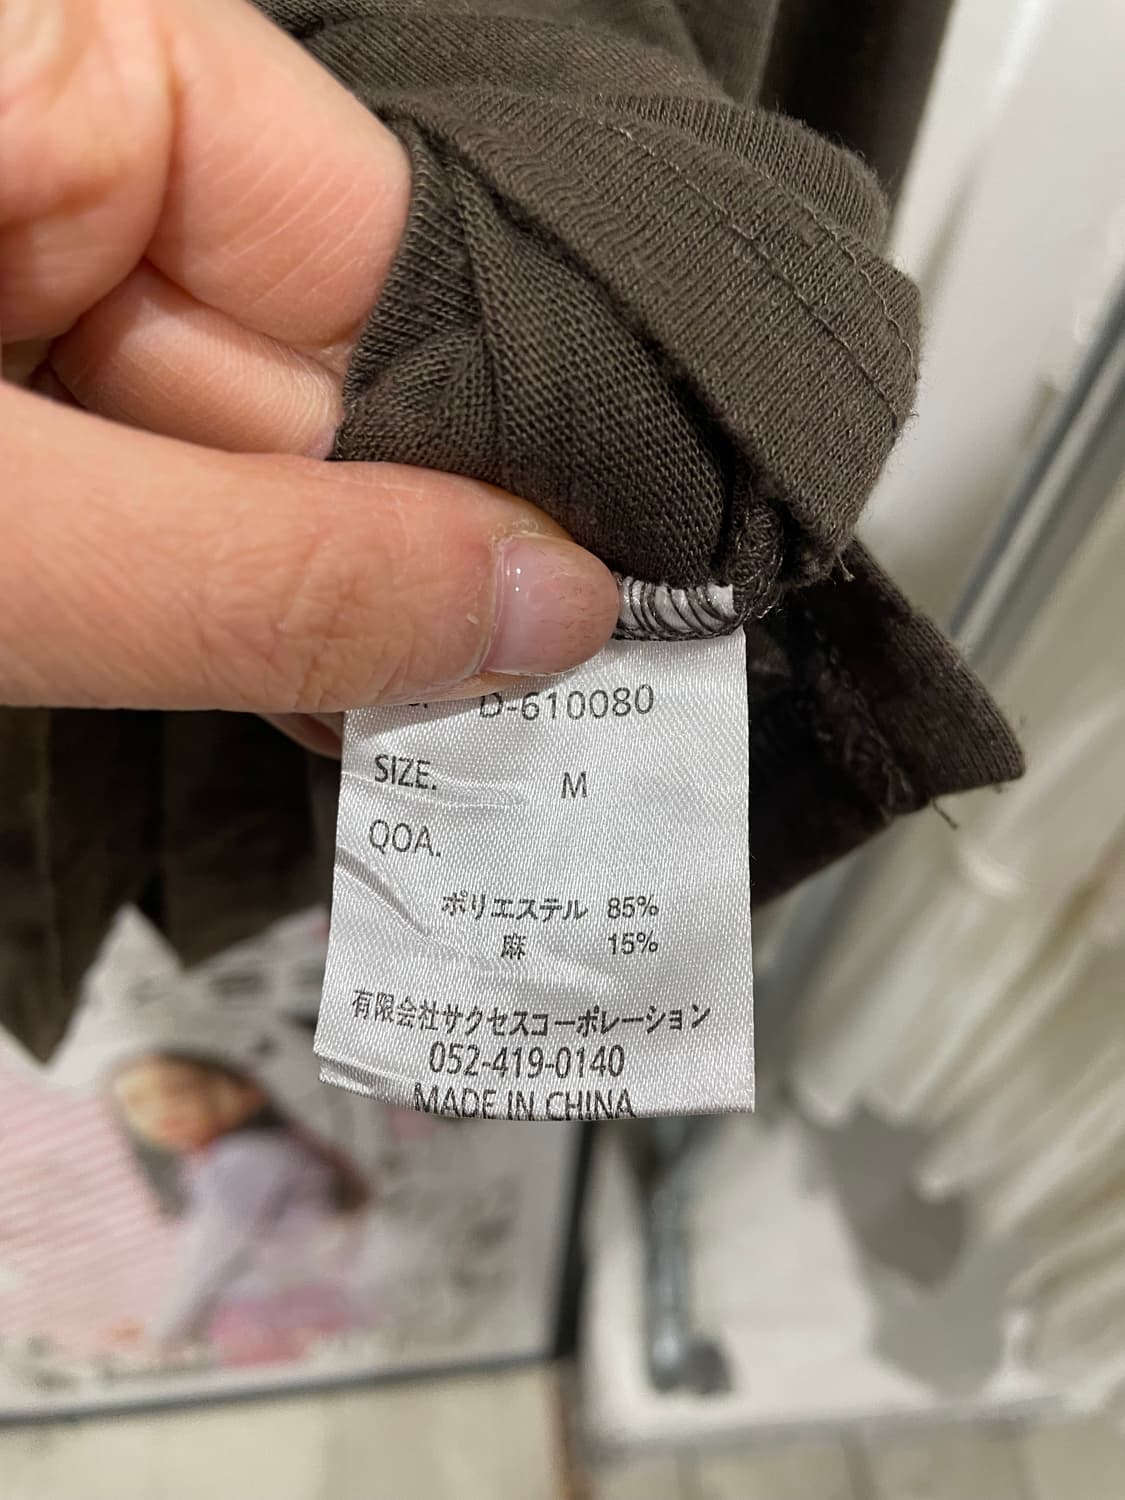 D-610080
SIZE. M
QOA.
ポリエステル 85%
麻 15%
有限会社サクセスコーポレーション
052-419-0140
MADE IN CHINA